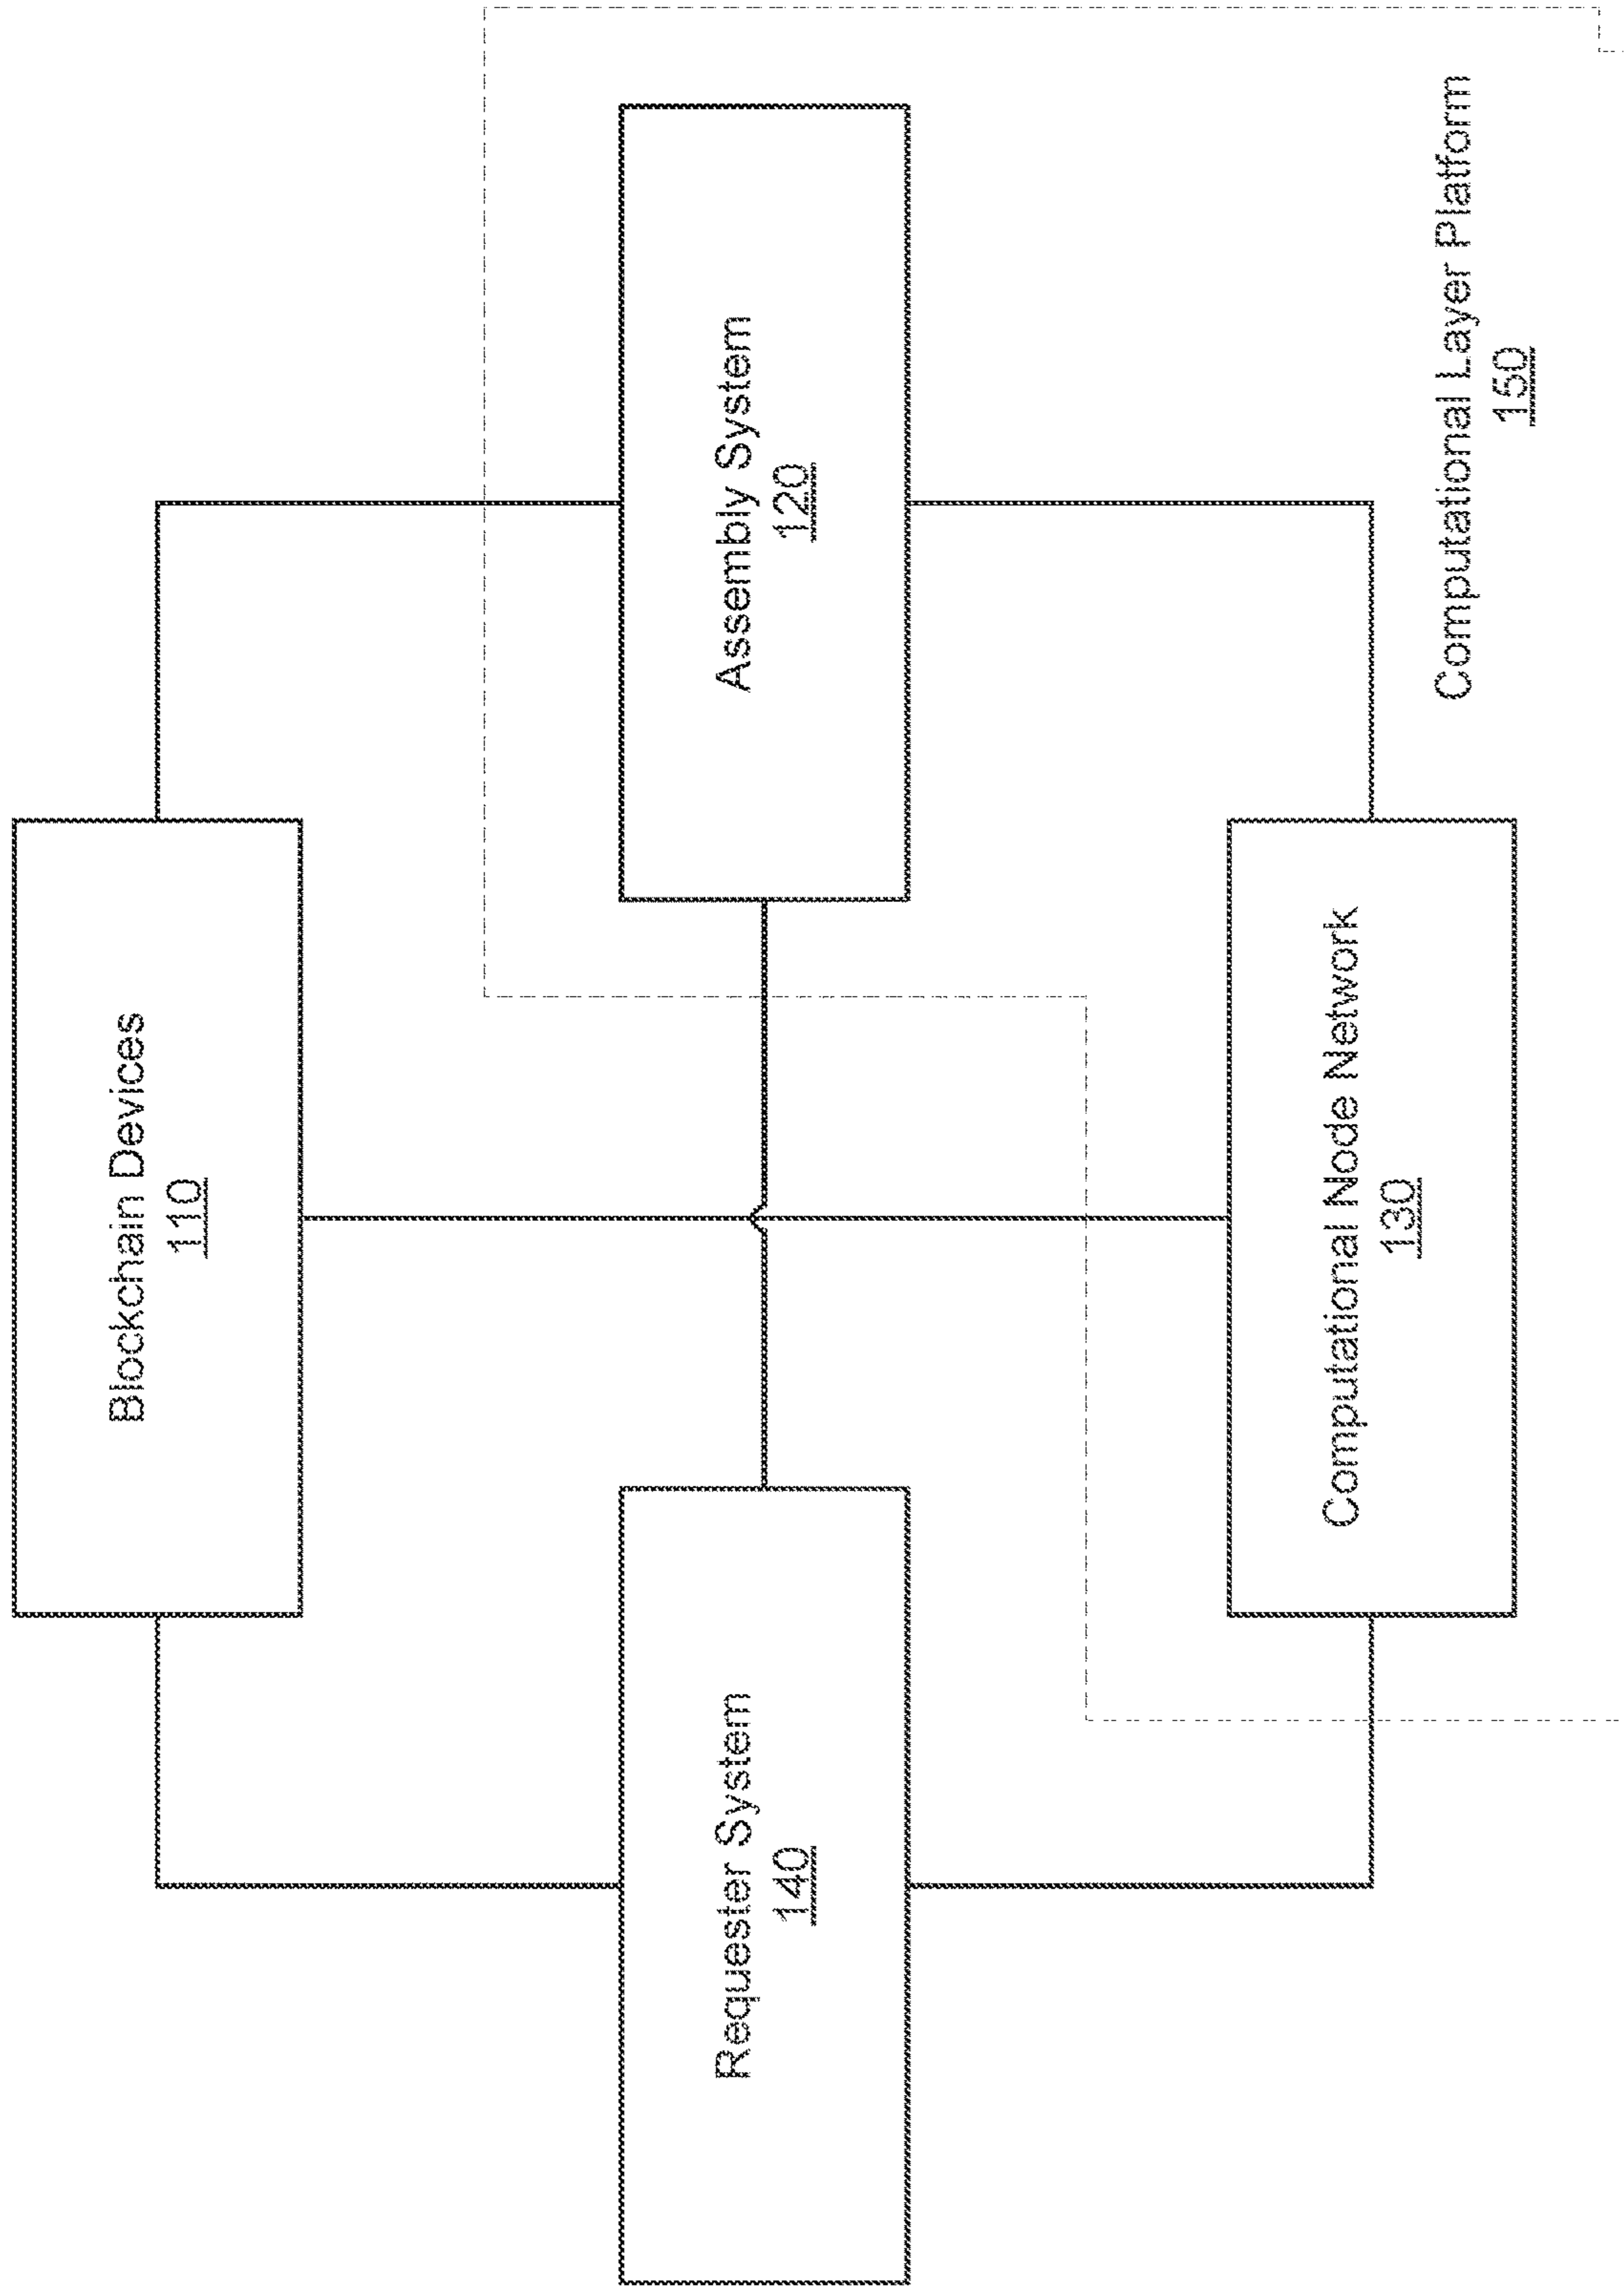 Blockchain Devices
110
Requester System
140
Assembly System
120
Computational Node Network
130
Computational Layer Platform
150